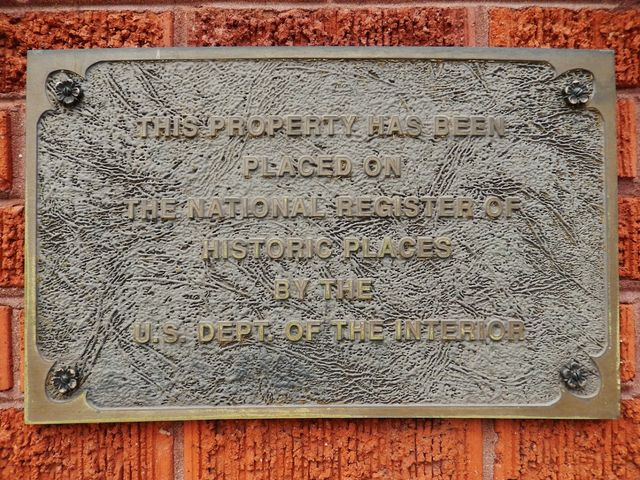 THIS PROPERTY HAS BEEN
PLACED ON
THE NATIONAL REGISTER OF
HISTORIC PLACES
BY THE
U.S. DEPT. OF THE INTERIOR